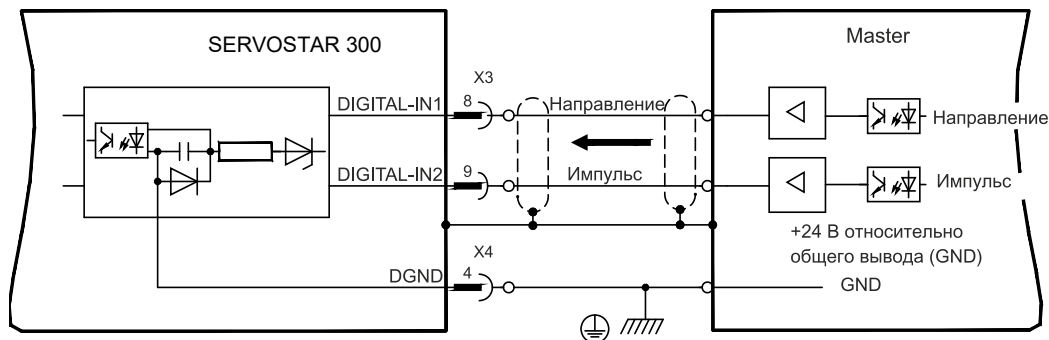 SERVOSTAR 300
Master
X3
DIGITAL-IN1
8
Направление
Направление
DIGITAL-IN2
9
Импульс
Импульс
+24 В относительно
общего вывода (GND)
X4
DGND
4
GND